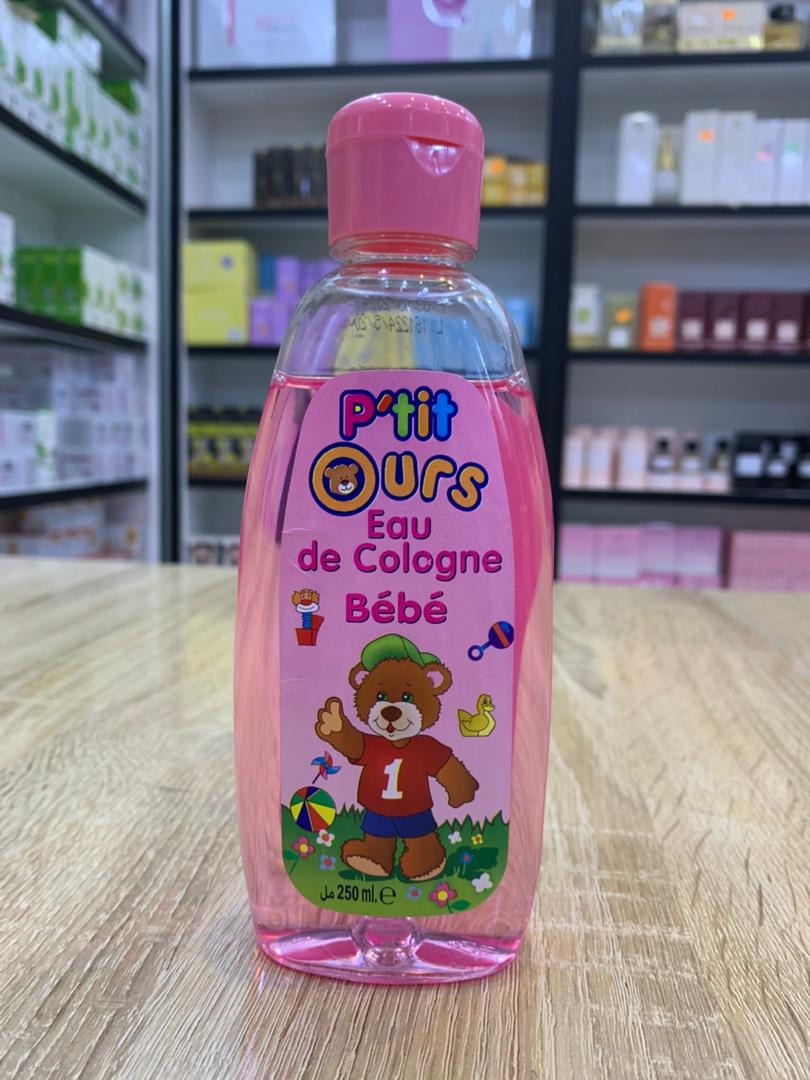 P'tit
Ours
Eau
de Cologne
Bébé
1
250 ml. e مل